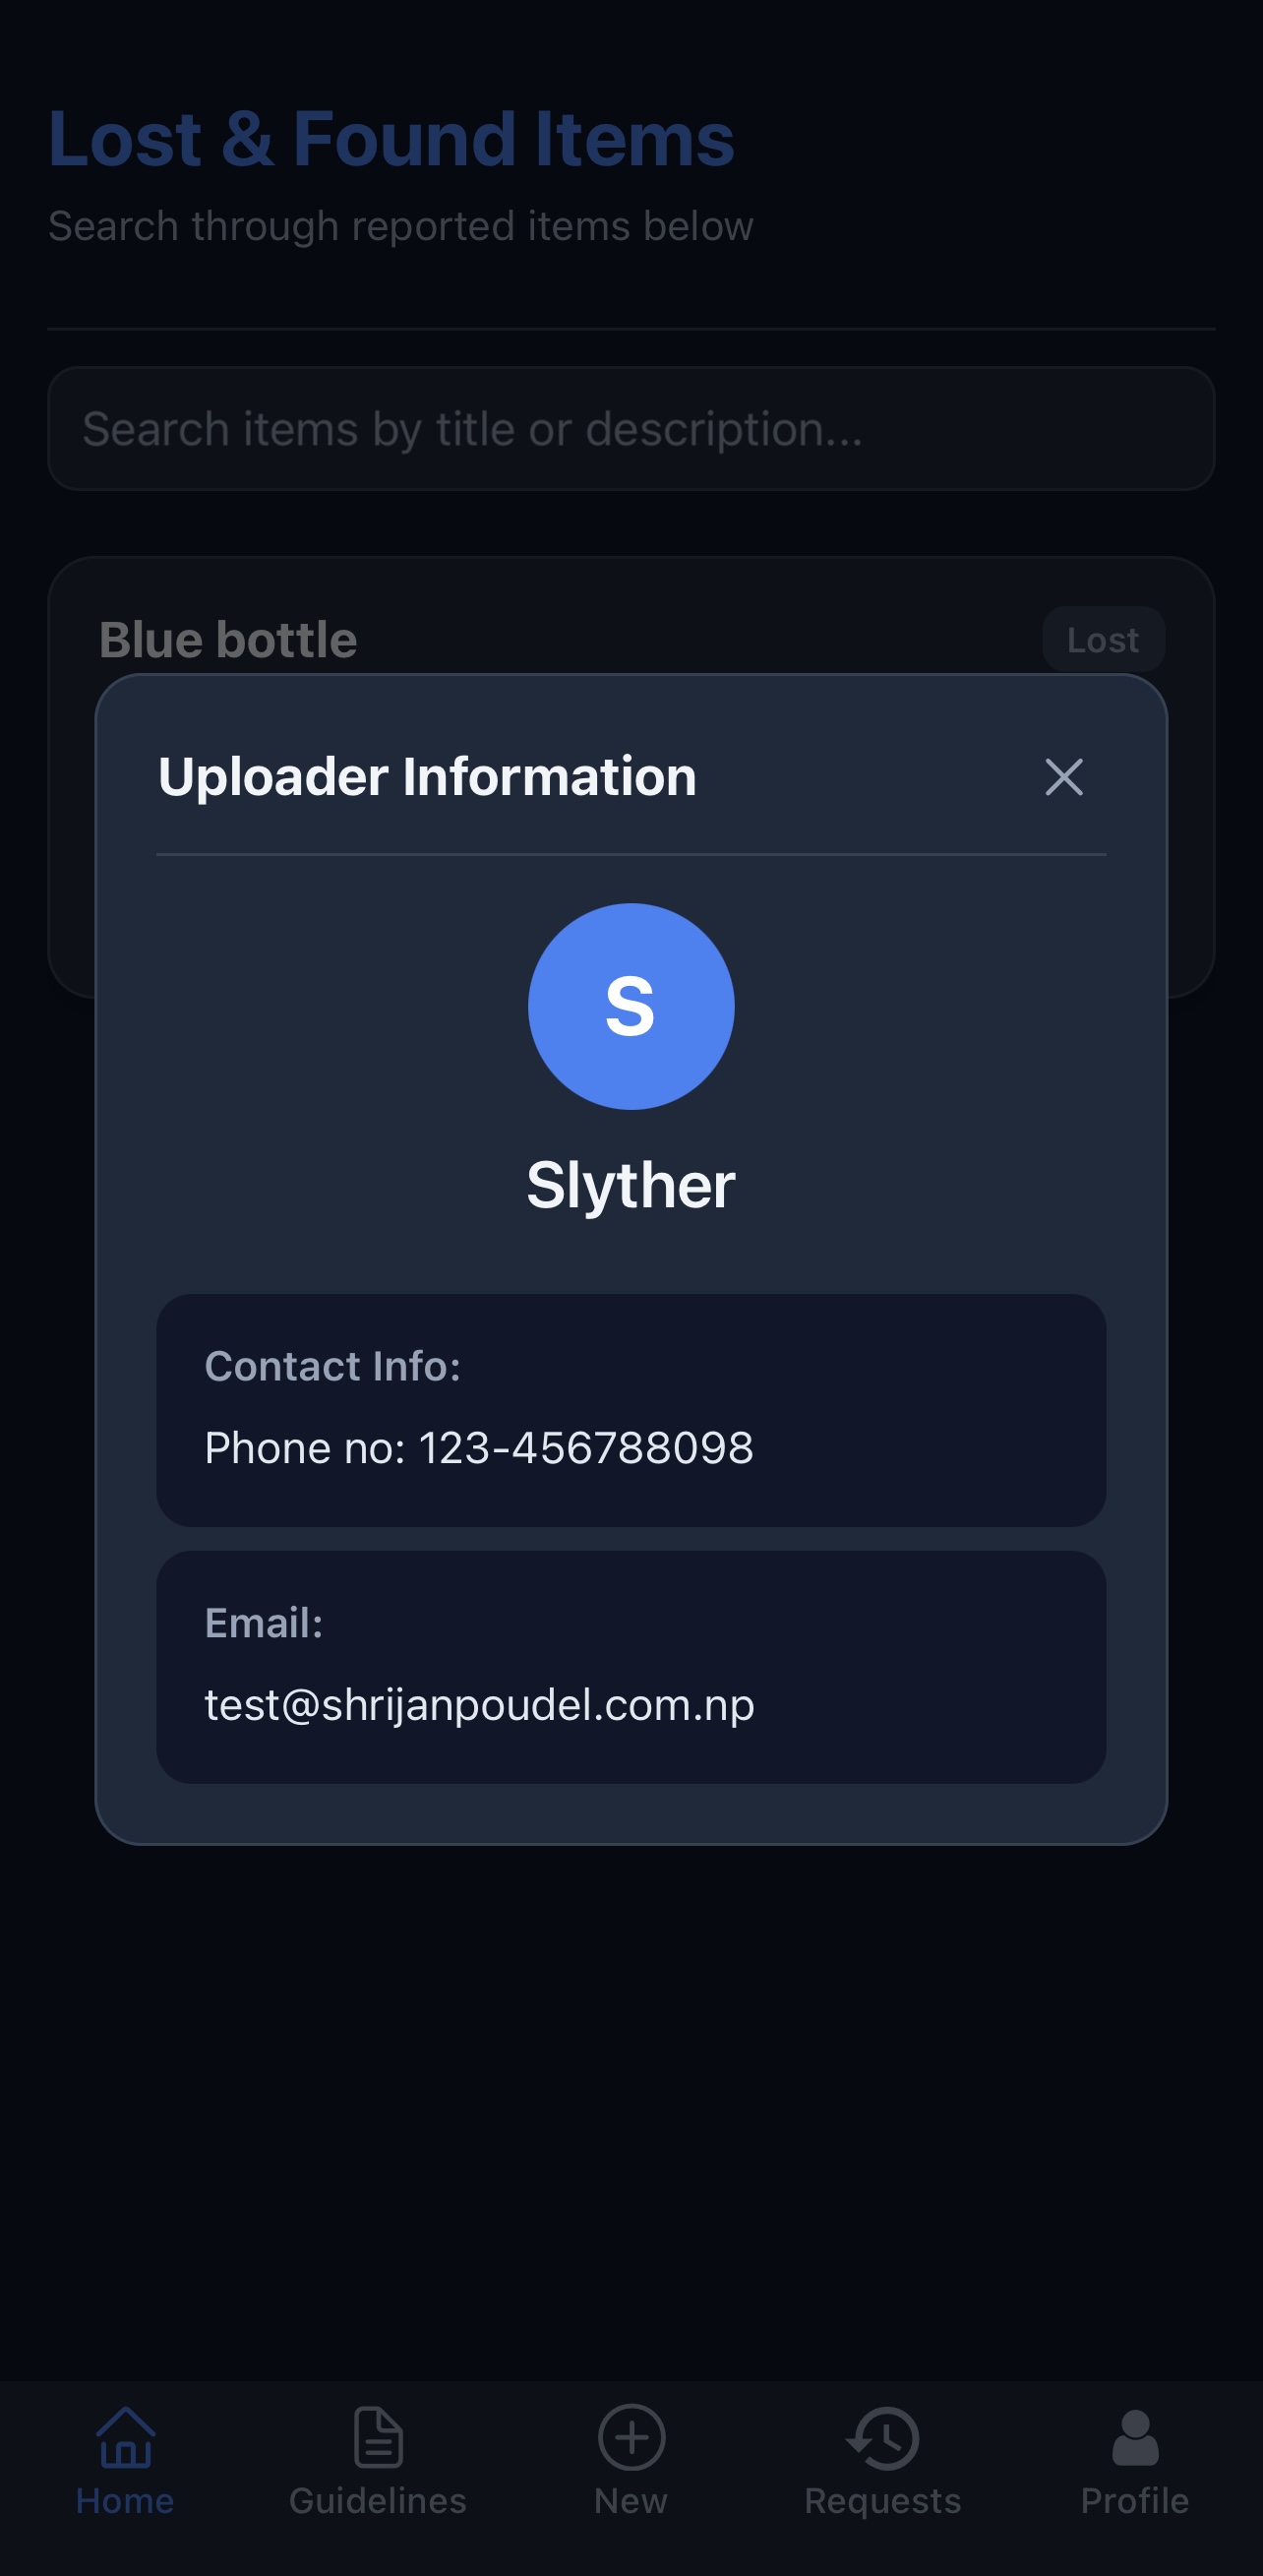 Lost & Found Items
Search through reported items below
Search items by title or description...
Blue bottle
Lost
Uploader Information
S
Slyther
Contact Info:
Phone no: 123-456788098
Email:
test@shrijanpoudel.com.np
Home
Guidelines
New
Requests
Profile